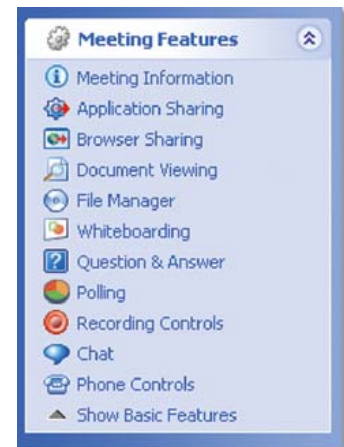 Meeting Features
Meeting Information
Application Sharing
Browser Sharing
Document Viewing
File Manager
Whiteboarding
Question & Answer
Polling
Recording Controls
Chat
Phone Controls
Show Basic Features